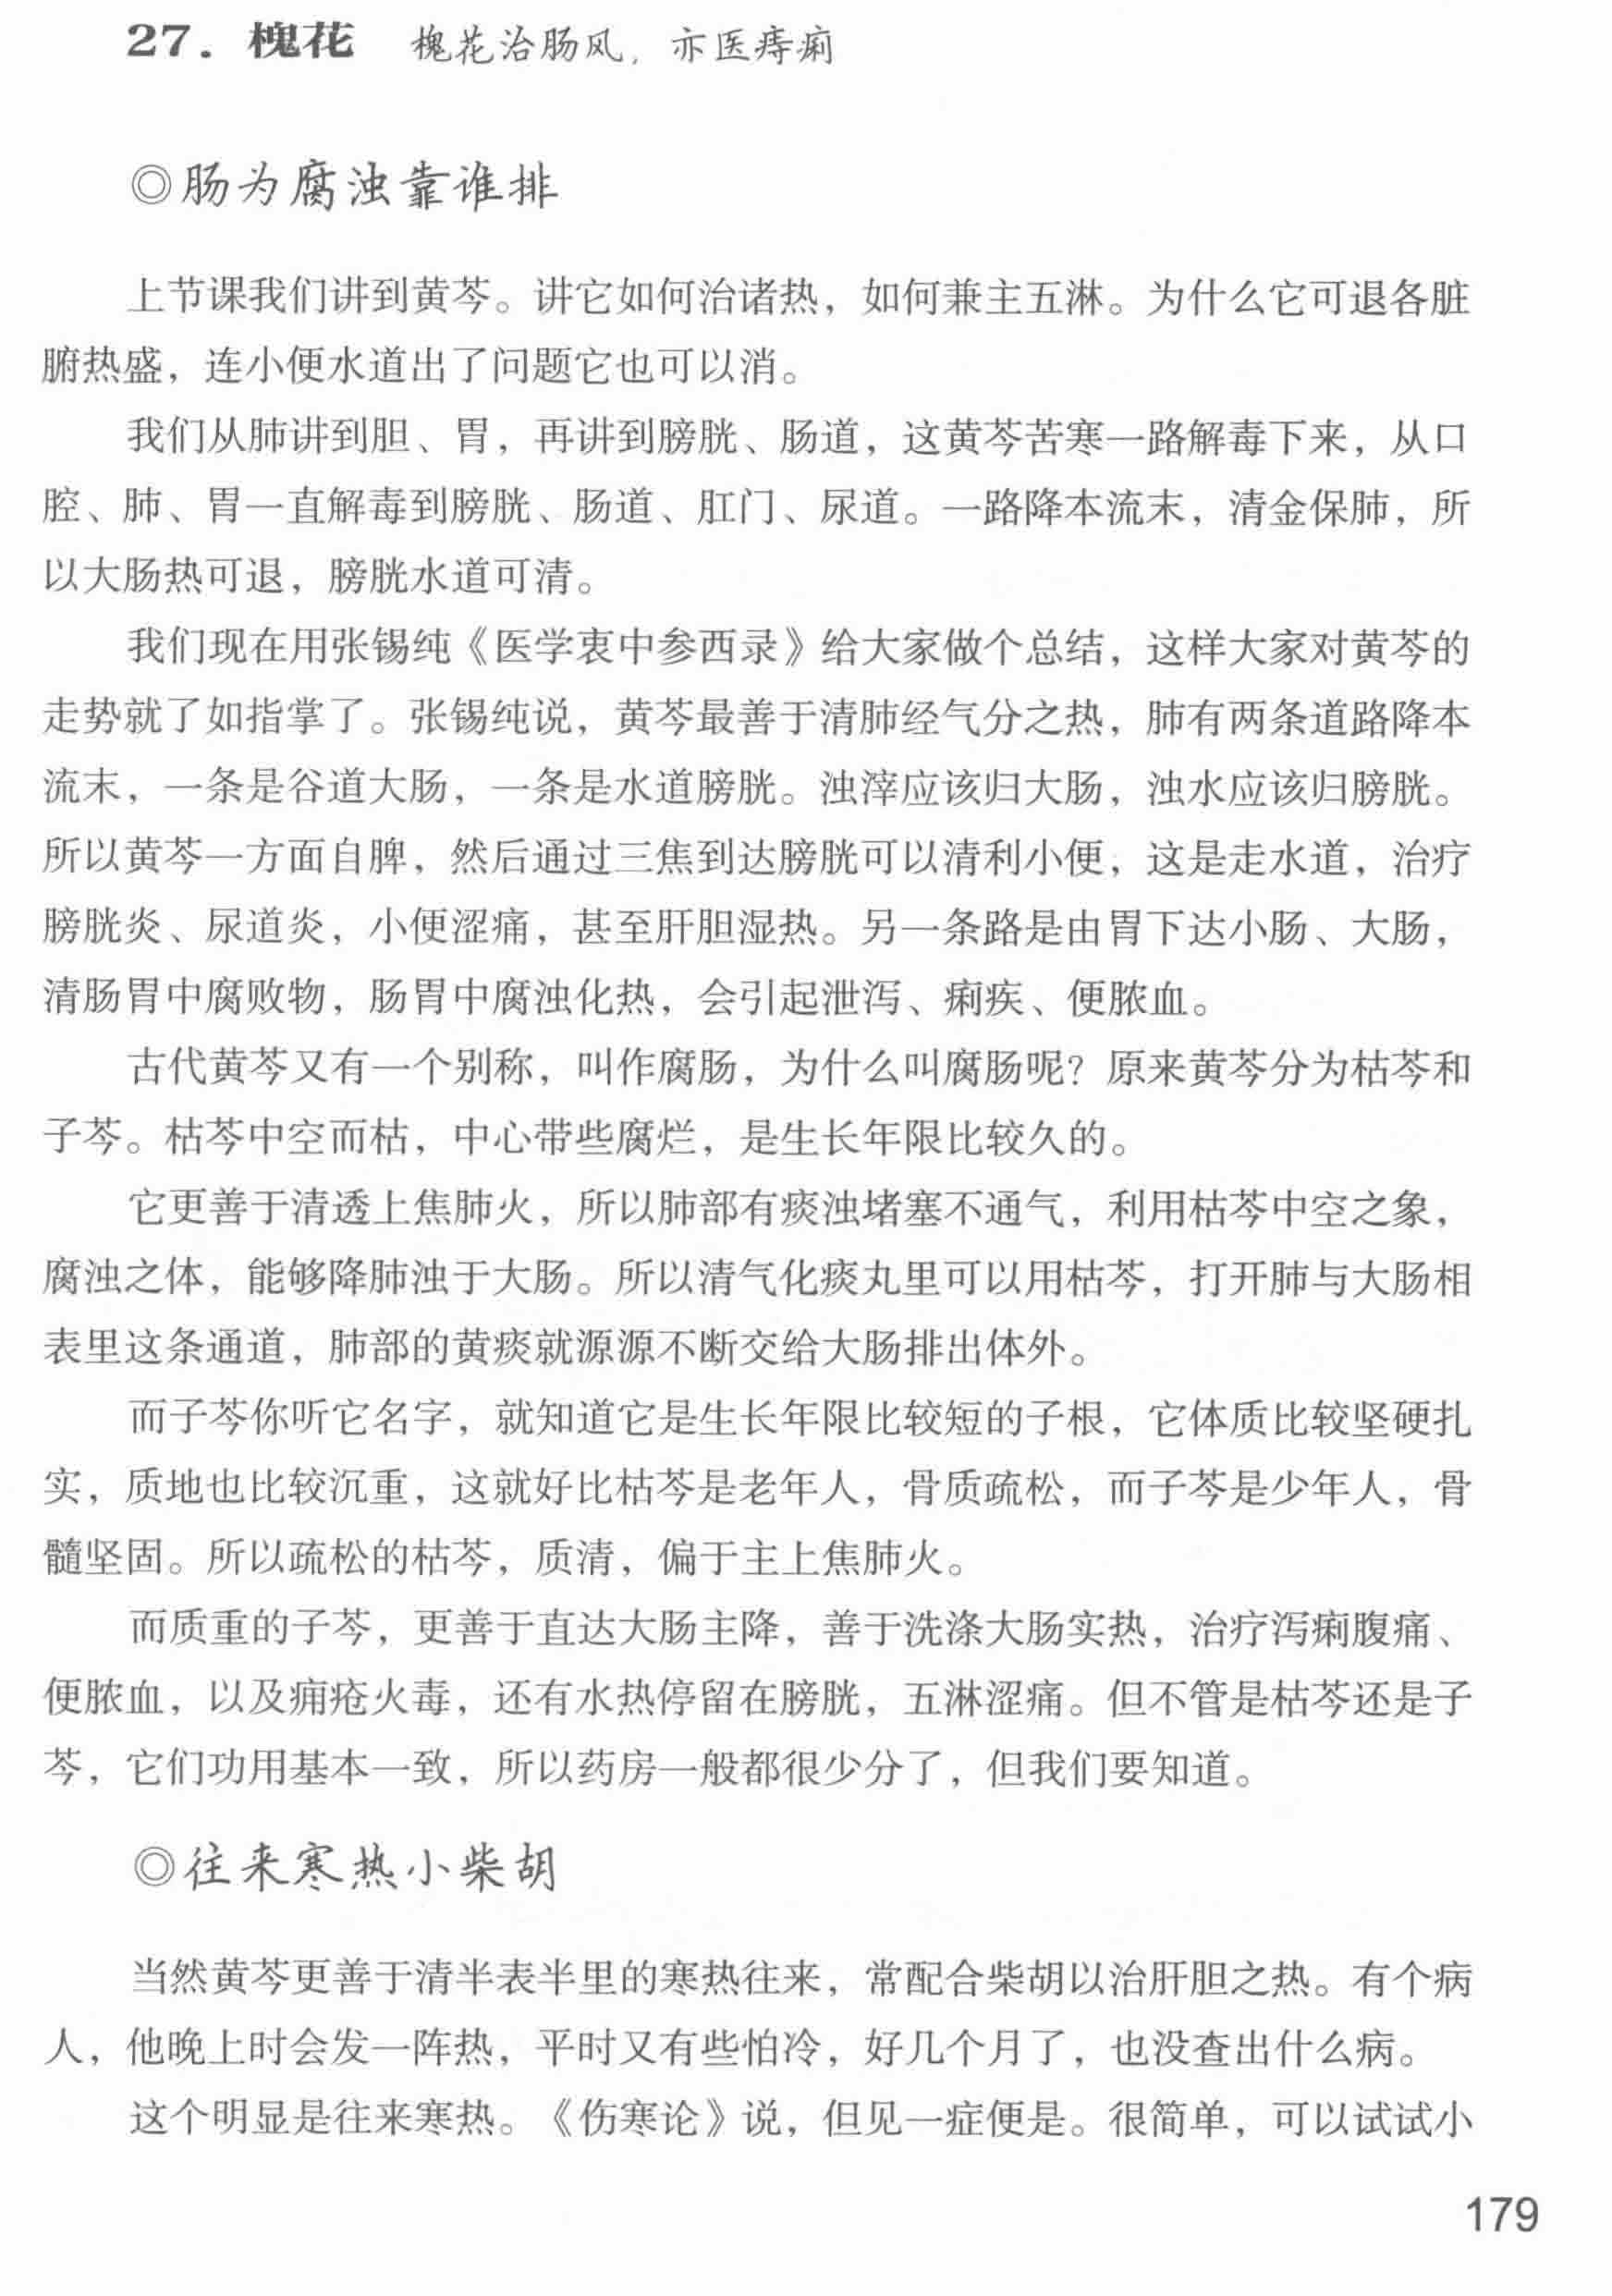 27. 槐花 槐花治肠风，亦医痔痢
◎肠为腐浊靠谁排
上节课我们讲到黄芩。讲它如何治诸热，如何兼主五淋。为什么它可退各脏
腑热盛，连小便水道出了问题它也可以消。
我们从肺讲到胆、胃，再讲到膀胱、肠道，这黄芩苦寒一路解毒下来，从口
腔、肺、胃一直解毒到膀胱、肠道、肛门、尿道。一路降本流末，清金保肺，所
以大肠热可退，膀胱水道可清。
我们现在用张锡纯《医学衷中参西录》给大家做个总结，这样大家对黄芩的
走势就了如指掌了。张锡纯说，黄芩最善于清肺经气分之热，肺有两条道路降本
流末，一条是谷道大肠，一条是水道膀胱。浊滓应该归大肠，浊水应该归膀胱。
所以黄芩一方面自脾，然后通过三焦到达膀胱可以清利小便，这是走水道，治疗
膀胱炎、尿道炎，小便涩痛，甚至肝胆湿热。另一条路是由胃下达小肠、大肠，
清肠胃中腐败物，肠胃中腐浊化热，会引起泄泻、痢疾、便脓血。
古代黄芩又有一个别称，叫作腐肠，为什么叫腐肠呢？原来黄芩分为枯芩和
子芩。枯芩中空而枯，中心带些腐烂，是生长年限比较久的。
它更善于清透上焦肺火，所以肺部有痰浊堵塞不通气，利用枯芩中空之象，
腐浊之体，能够降肺浊于大肠。所以清气化痰丸里可以用枯芩，打开肺与大肠相
表里这条通道，肺部的黄痰就源源不断交给大肠排出体外。
而子芩你听它名字，就知道它是生长年限比较短的子根，它体质比较坚硬扎
实，质地也比较沉重，这就好比枯芩是老年人，骨质疏松，而子芩是少年人，骨
髓坚固。所以疏松的枯芩，质清，偏于主上焦肺火。
而质重的子芩，更善于直达大肠主降，善于洗涤大肠实热，治疗泻痢腹痛、
便脓血，以及痈疮火毒，还有水热停留在膀胱，五淋涩痛。但不管是枯芩还是子
芩，它们功用基本一致，所以药房一般都很少分了，但我们要知道。
◎往来寒热小柴胡
当然黄芩更善于清半表半里的寒热往来，常配合柴胡以治肝胆之热。有个病
人，他晚上时会发一阵热，平时又有些怕冷，好几个月了，也没查出什么病。
这个明显是往来寒热。《伤寒论》说，但见一症便是。很简单，可以试试小
179